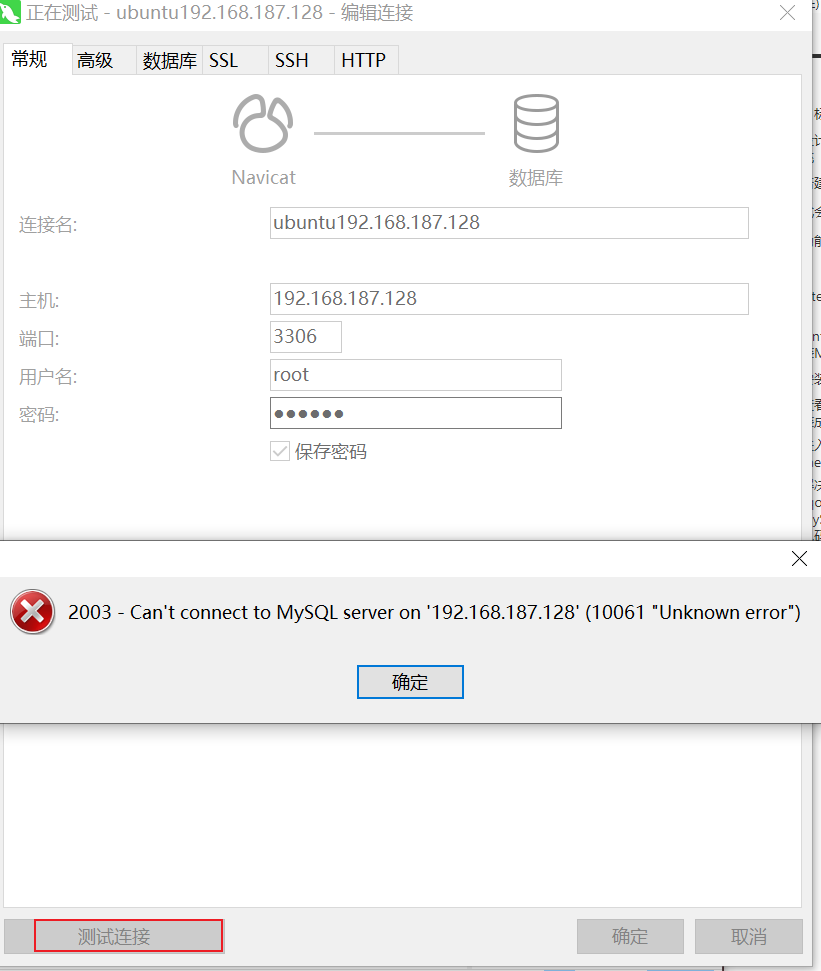 正在测试 - ubuntu192.168.187.128 - 编辑连接
常规 高级 数据库 SSL SSH HTTP
Navicat 数据库
连接名: ubuntu192.168.187.128
主机: 192.168.187.128
端口: 3306
用户名: root
密码: ●●●●●●
保存密码
2003 - Can't connect to MySQL server on '192.168.187.128' (10061 "Unknown error")
确定
测试连接 确定 取消